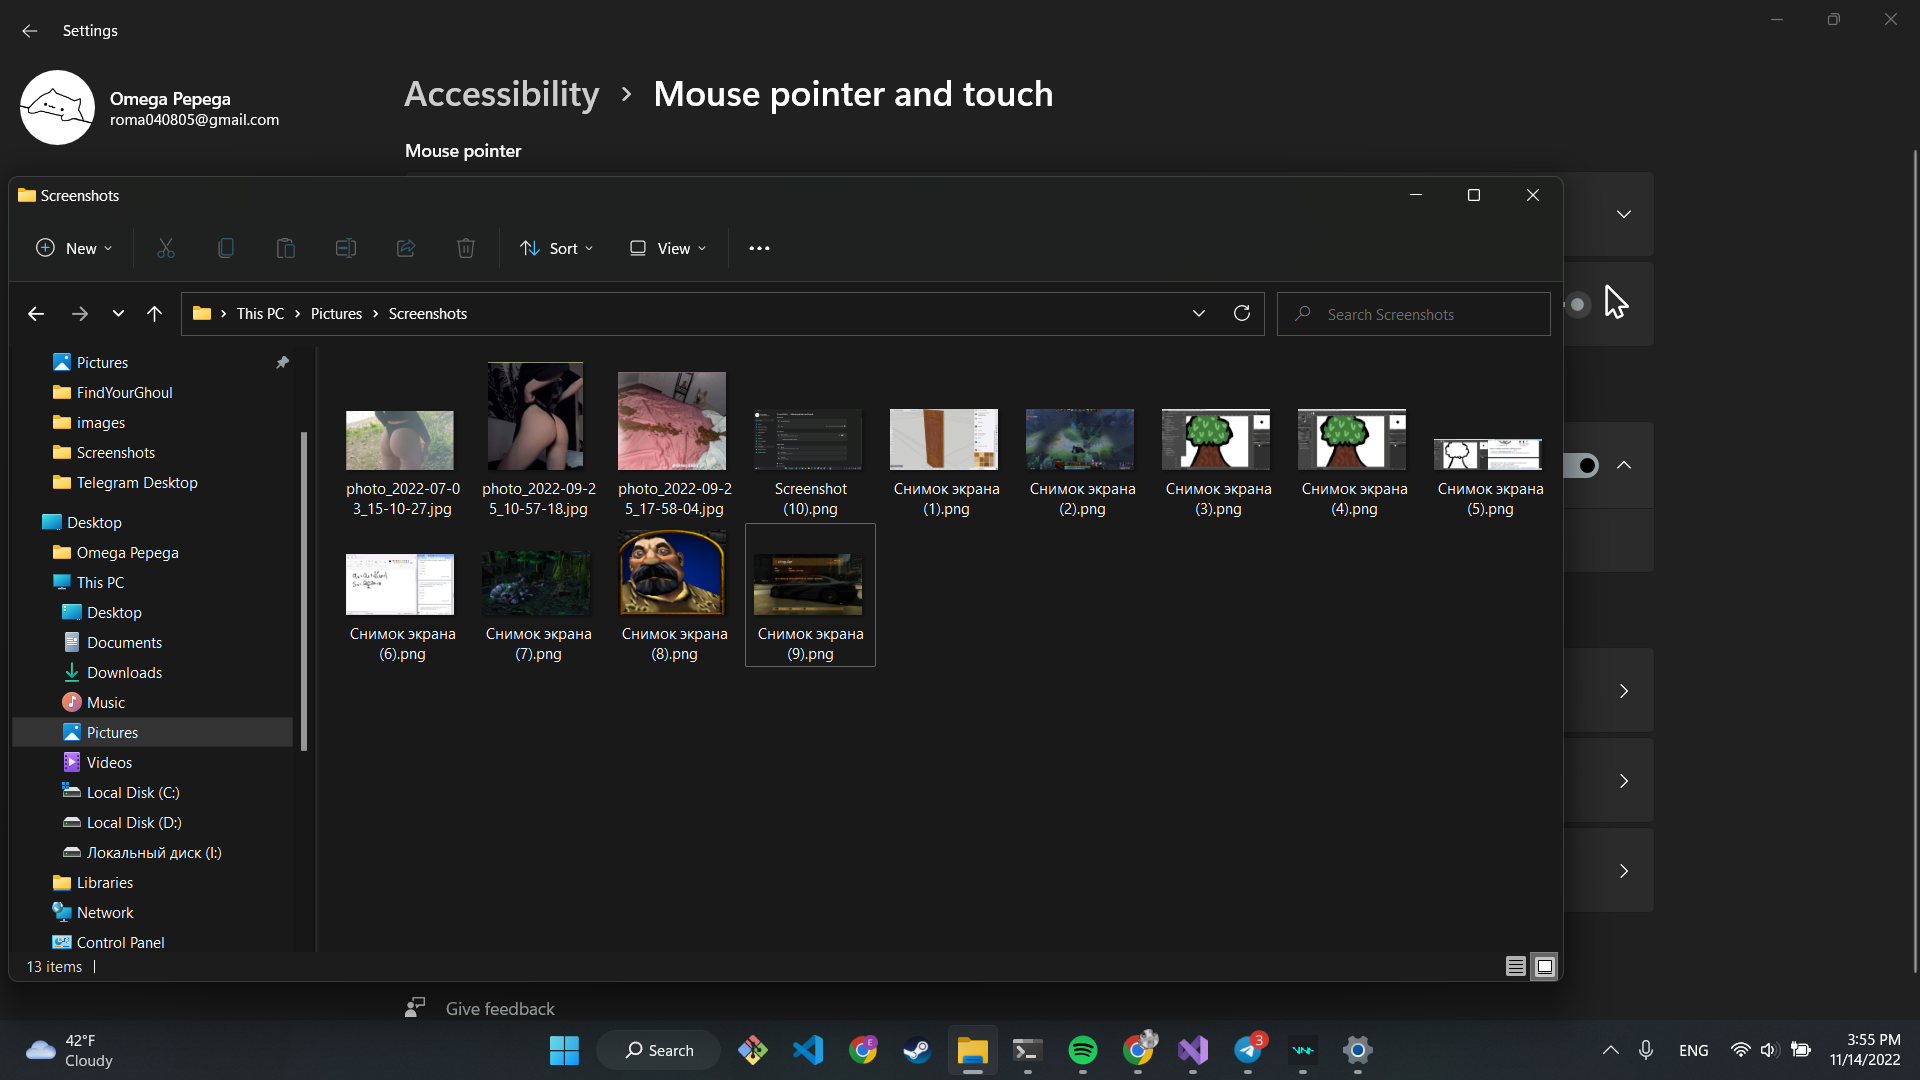 Settings
Omega Pepega
roma040805@gmail.com
Accessibility > Mouse pointer and touch
Mouse pointer
Screenshots
New
Sort
View
This PC > Pictures > Screenshots
Search Screenshots
Pictures
FindYourGhoul
images
Screenshots
Telegram Desktop
Desktop
Omega Pepega
This PC
Desktop
Documents
Downloads
Music
Pictures
Videos
Local Disk (C:)
Local Disk (D:)
Локальный диск (I:)
Libraries
Network
Control Panel
photo_2022-07-0
3_15-10-27.jpg
photo_2022-09-2
5_10-57-18.jpg
photo_2022-09-2
5_17-58-04.jpg
Screenshot
(10).png
Снимок экрана
(1).png
Снимок экрана
(2).png
Снимок экрана
(3).png
Снимок экрана
(4).png
Снимок экрана
(5).png
Снимок экрана
(6).png
Снимок экрана
(7).png
Снимок экрана
(8).png
Снимок экрана
(9).png
13 items
Give feedback
42°F
Cloudy
Search
E
3
ENG
3:55 PM
11/14/2022